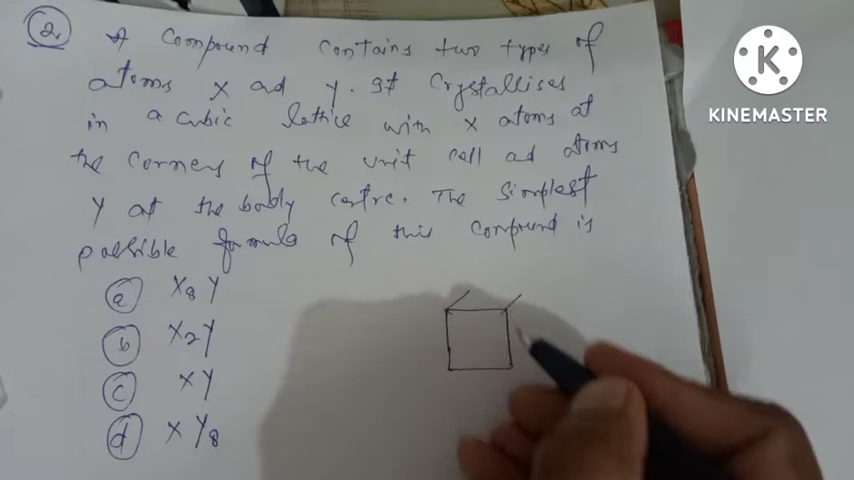 2. A Compound contains two types of
atoms X ad Y. It Crystallises
in a cubic lattice with X atoms at
the corners of the unit cell ad atoms
Y at the body centre. The simplest
possible formula of this compound is
a X8Y
b X2Y
c XY
d XY8
K
KINEMASTER